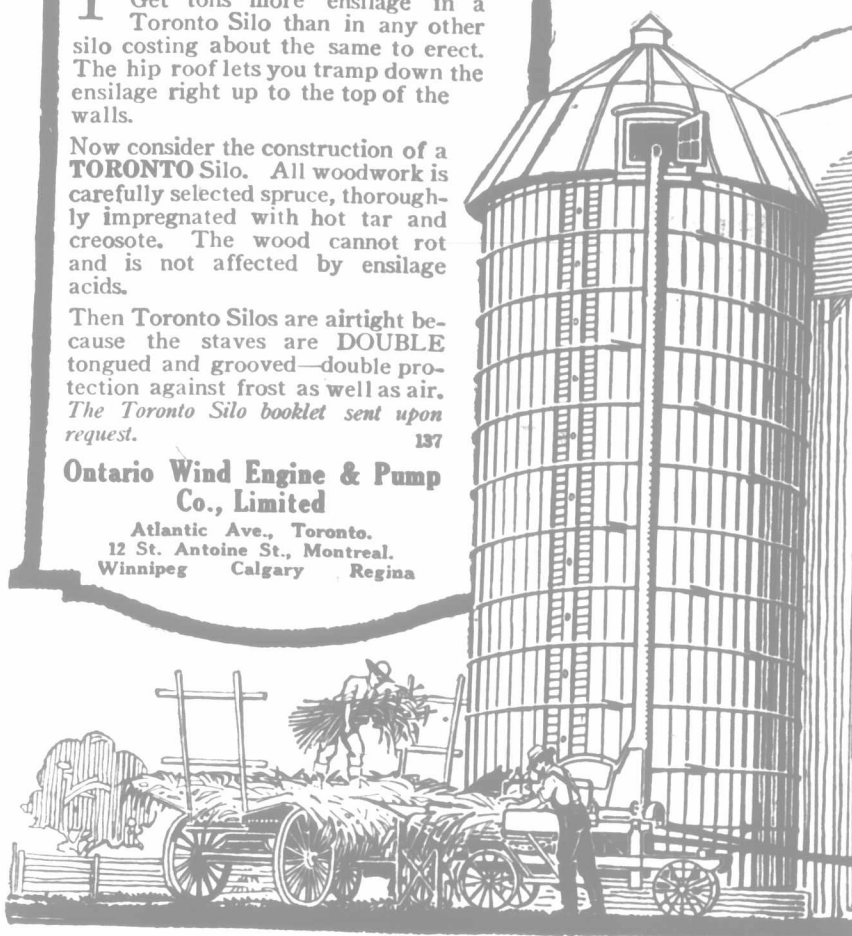 Get tons more ensilage in a
Toronto Silo than in any other
silo costing about the same to erect.
The hip roof lets you tramp down the
ensilage right up to the top of the
walls.
Now consider the construction of a
TORONTO Silo. All woodwork is
carefully selected spruce, thorough-
ly impregnated with hot tar and
creosote. The wood cannot rot
and is not affected by ensilage
acids.
Then Toronto Silos are airtight be-
cause the staves are DOUBLE
tongued and grooved—double pro-
tection against frost as well as air.
The Toronto Silo booklet sent upon
request. 137
Ontario Wind Engine & Pump
Co., Limited
Atlantic Ave., Toronto.
12 St. Antoine St., Montreal.
Winnipeg Calgary Regina